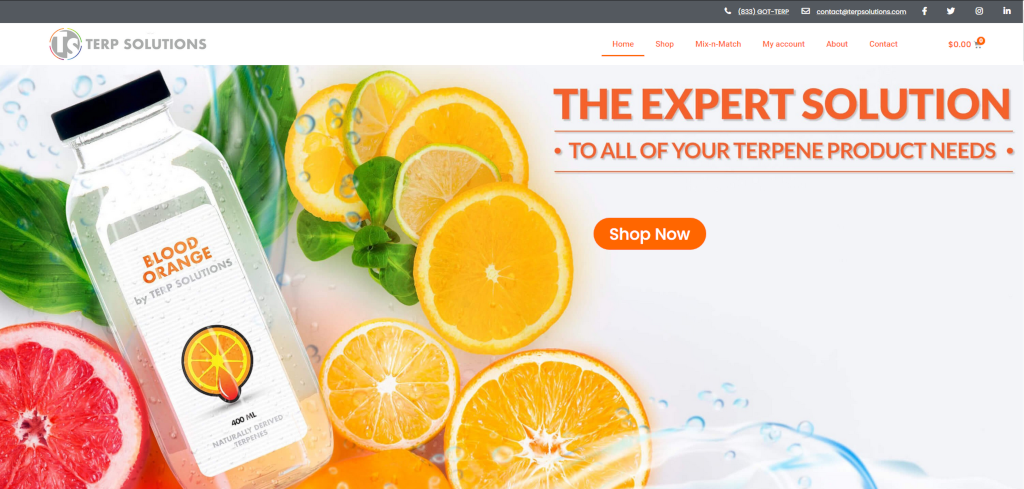 (833) GOT-TERP
contact@terpsolutions.com
TS TERP SOLUTIONS
Home
Shop
Mix-n-Match
My account
About
Contact
$0.00
0
THE EXPERT SOLUTION
• TO ALL OF YOUR TERPENE PRODUCT NEEDS •
Shop Now
BLOOD
ORANGE
by TERP SOLUTIONS
400 ML
NATURALLY DERIVED
TERPENES